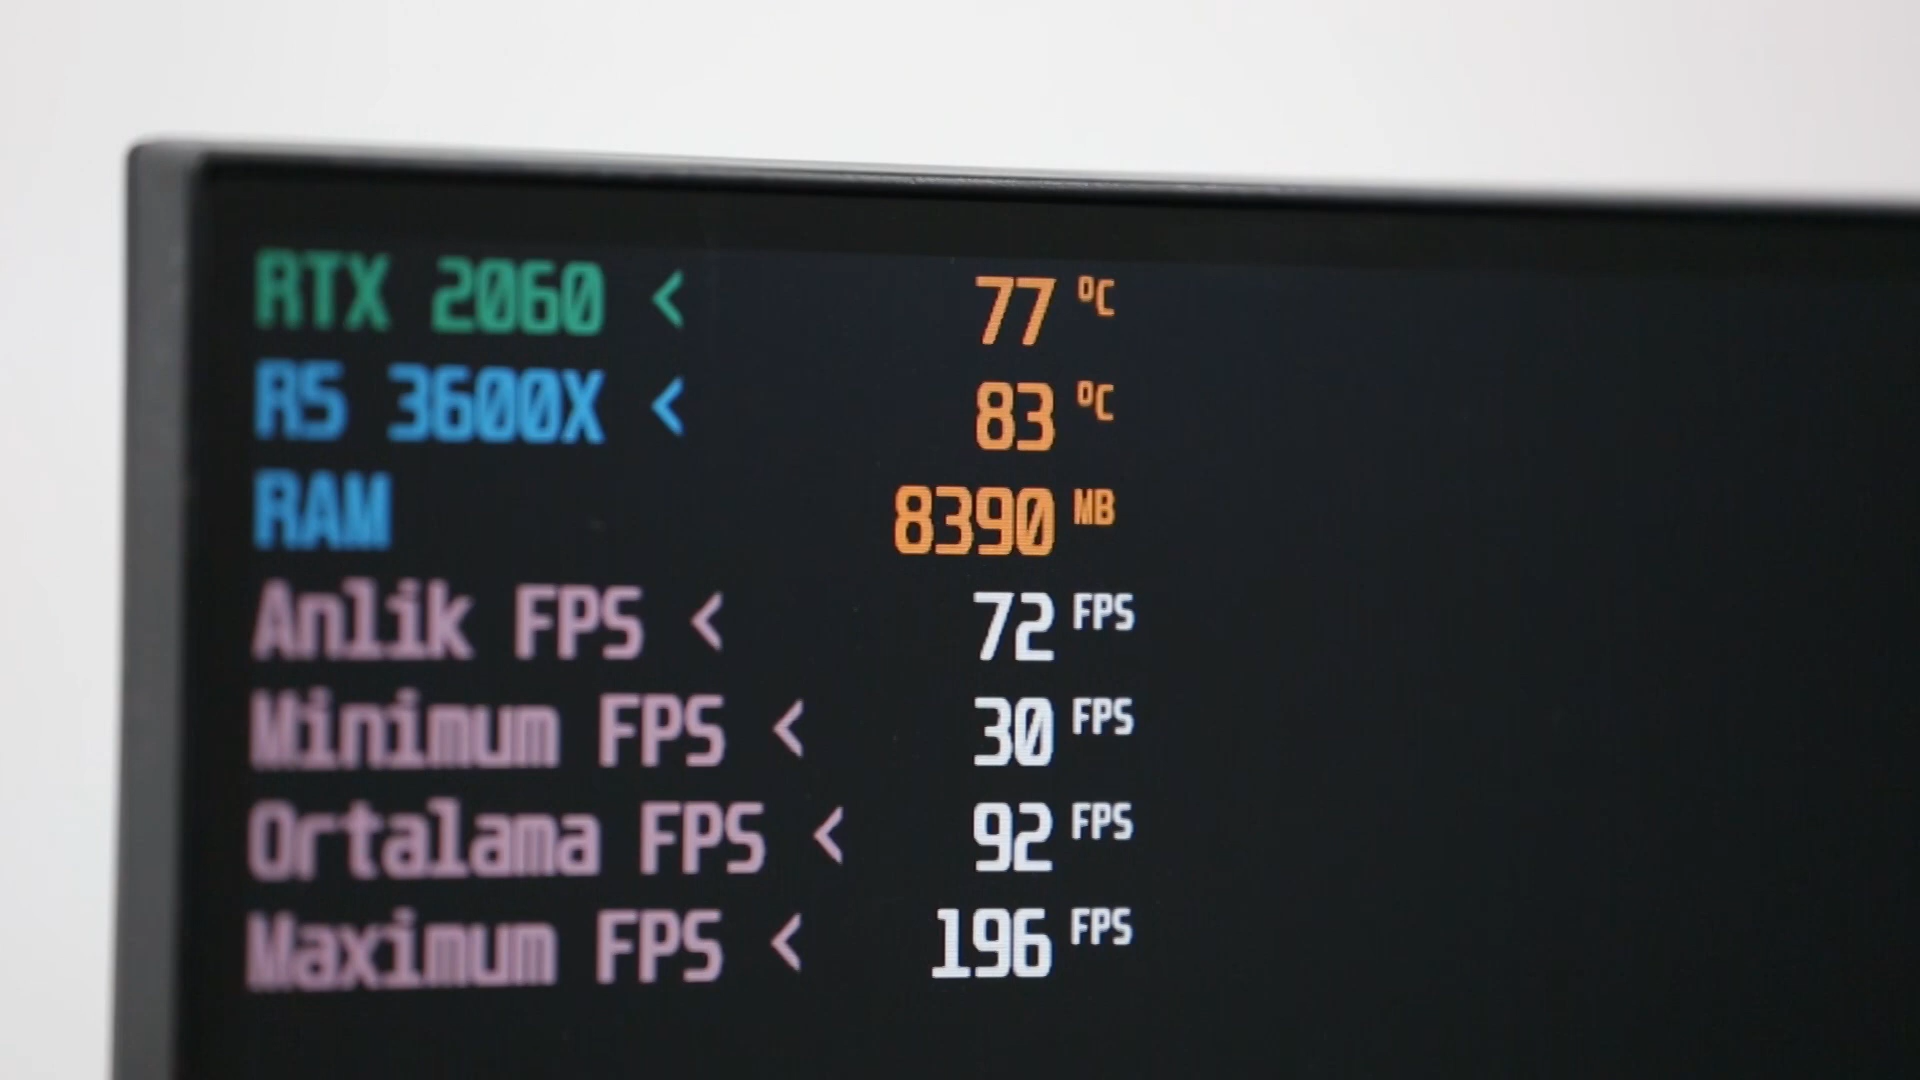 RTX 2060 < 77 °C
R5 3600X < 83 °C
RAM 8390 MB
Anlik FPS < 72 FPS
Minimum FPS < 30 FPS
Ortalama FPS < 92 FPS
Maximum FPS < 196 FPS